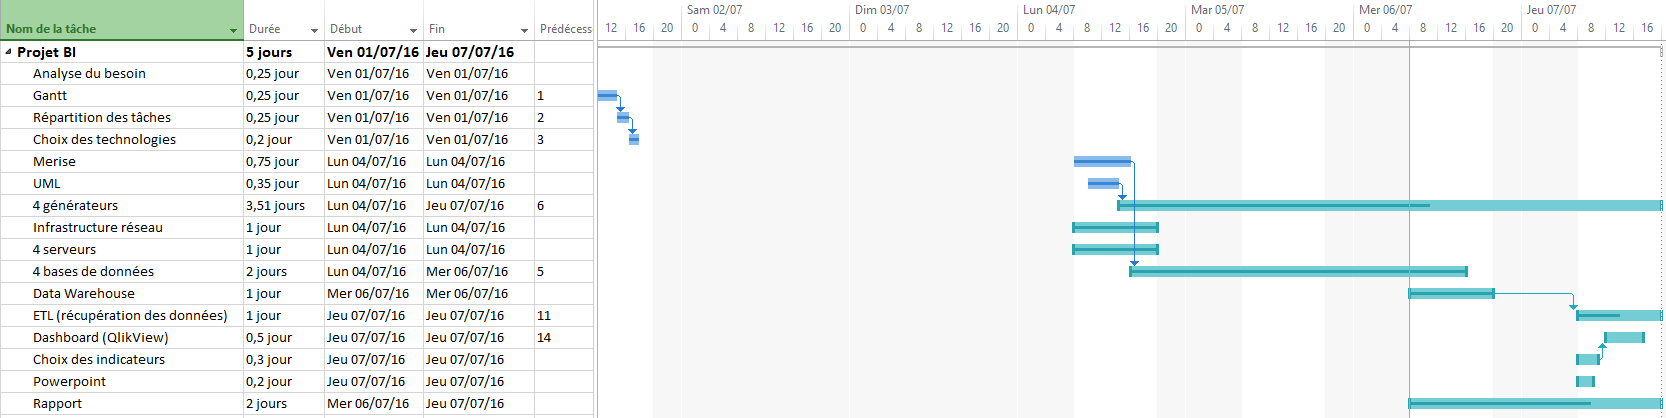 Sam 02/07 Dim 03/07 Lun 04/07 Mar 05/07 Mer 06/07 Jeu 07/07
Nom de la tâche Durée Début Fin Prédécess 12 16 20 0 4 8 12 16 20 0 4 8 12 16 20 0 4 8 12 16 20 0 4 8 12 16 20 0 4 8 12 16 20 0 4 8 12 16
Projet BI 5 jours Ven 01/07/16 Jeu 07/07/16
Analyse du besoin 0,25 jour Ven 01/07/16 Ven 01/07/16
Gantt 0,25 jour Ven 01/07/16 Ven 01/07/16 1
Répartition des tâches 0,25 jour Ven 01/07/16 Ven 01/07/16 2
Choix des technologies 0,2 jour Ven 01/07/16 Ven 01/07/16 3
Merise 0,75 jour Lun 04/07/16 Lun 04/07/16
UML 0,35 jour Lun 04/07/16 Lun 04/07/16
4 générateurs 3,51 jours Lun 04/07/16 Jeu 07/07/16 6
Infrastructure réseau 1 jour Lun 04/07/16 Lun 04/07/16
4 serveurs 1 jour Lun 04/07/16 Lun 04/07/16
4 bases de données 2 jours Lun 04/07/16 Mer 06/07/16 5
Data Warehouse 1 jour Mer 06/07/16 Mer 06/07/16
ETL (récupération des données) 1 jour Jeu 07/07/16 Jeu 07/07/16 11
Dashboard (QlikView) 0,5 jour Jeu 07/07/16 Jeu 07/07/16 14
Choix des indicateurs 0,3 jour Jeu 07/07/16 Jeu 07/07/16
Powerpoint 0,2 jour Jeu 07/07/16 Jeu 07/07/16
Rapport 2 jours Mer 06/07/16 Jeu 07/07/16